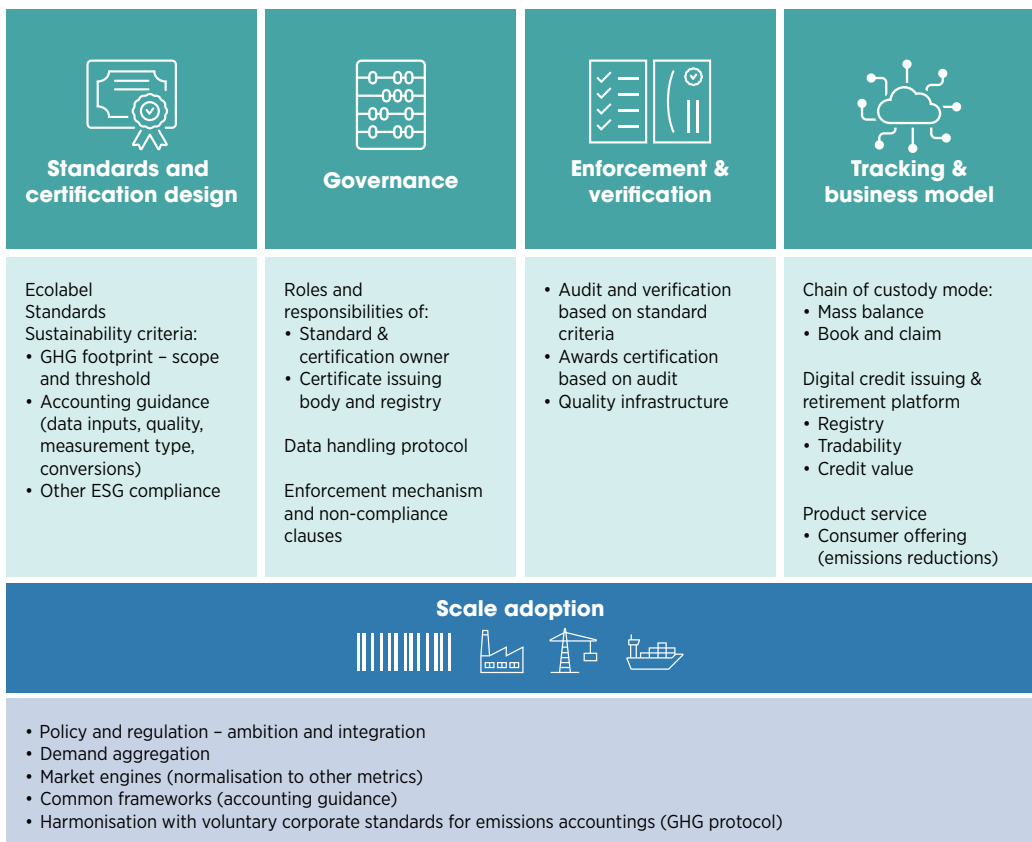 Standards and
certification design
Governance
Enforcement &
verification
Tracking &
business model
Ecolabel
Standards
Sustainability criteria:
• GHG footprint – scope
and threshold
• Accounting guidance
(data inputs, quality,
measurement type,
conversions)
• Other ESG compliance
Roles and
responsibilities of:
• Standard &
certification owner
• Certificate issuing
body and registry
Data handling protocol
Enforcement mechanism
and non-compliance
clauses
• Audit and verification
based on standard
criteria
• Awards certification
based on audit
• Quality infrastructure
Chain of custody mode:
• Mass balance
• Book and claim
Digital credit issuing &
retirement platform
• Registry
• Tradability
• Credit value
Product service
• Consumer offering
(emissions reductions)
Scale adoption
• Policy and regulation – ambition and integration
• Demand aggregation
• Market engines (normalisation to other metrics)
• Common frameworks (accounting guidance)
• Harmonisation with voluntary corporate standards for emissions accountings (GHG protocol)